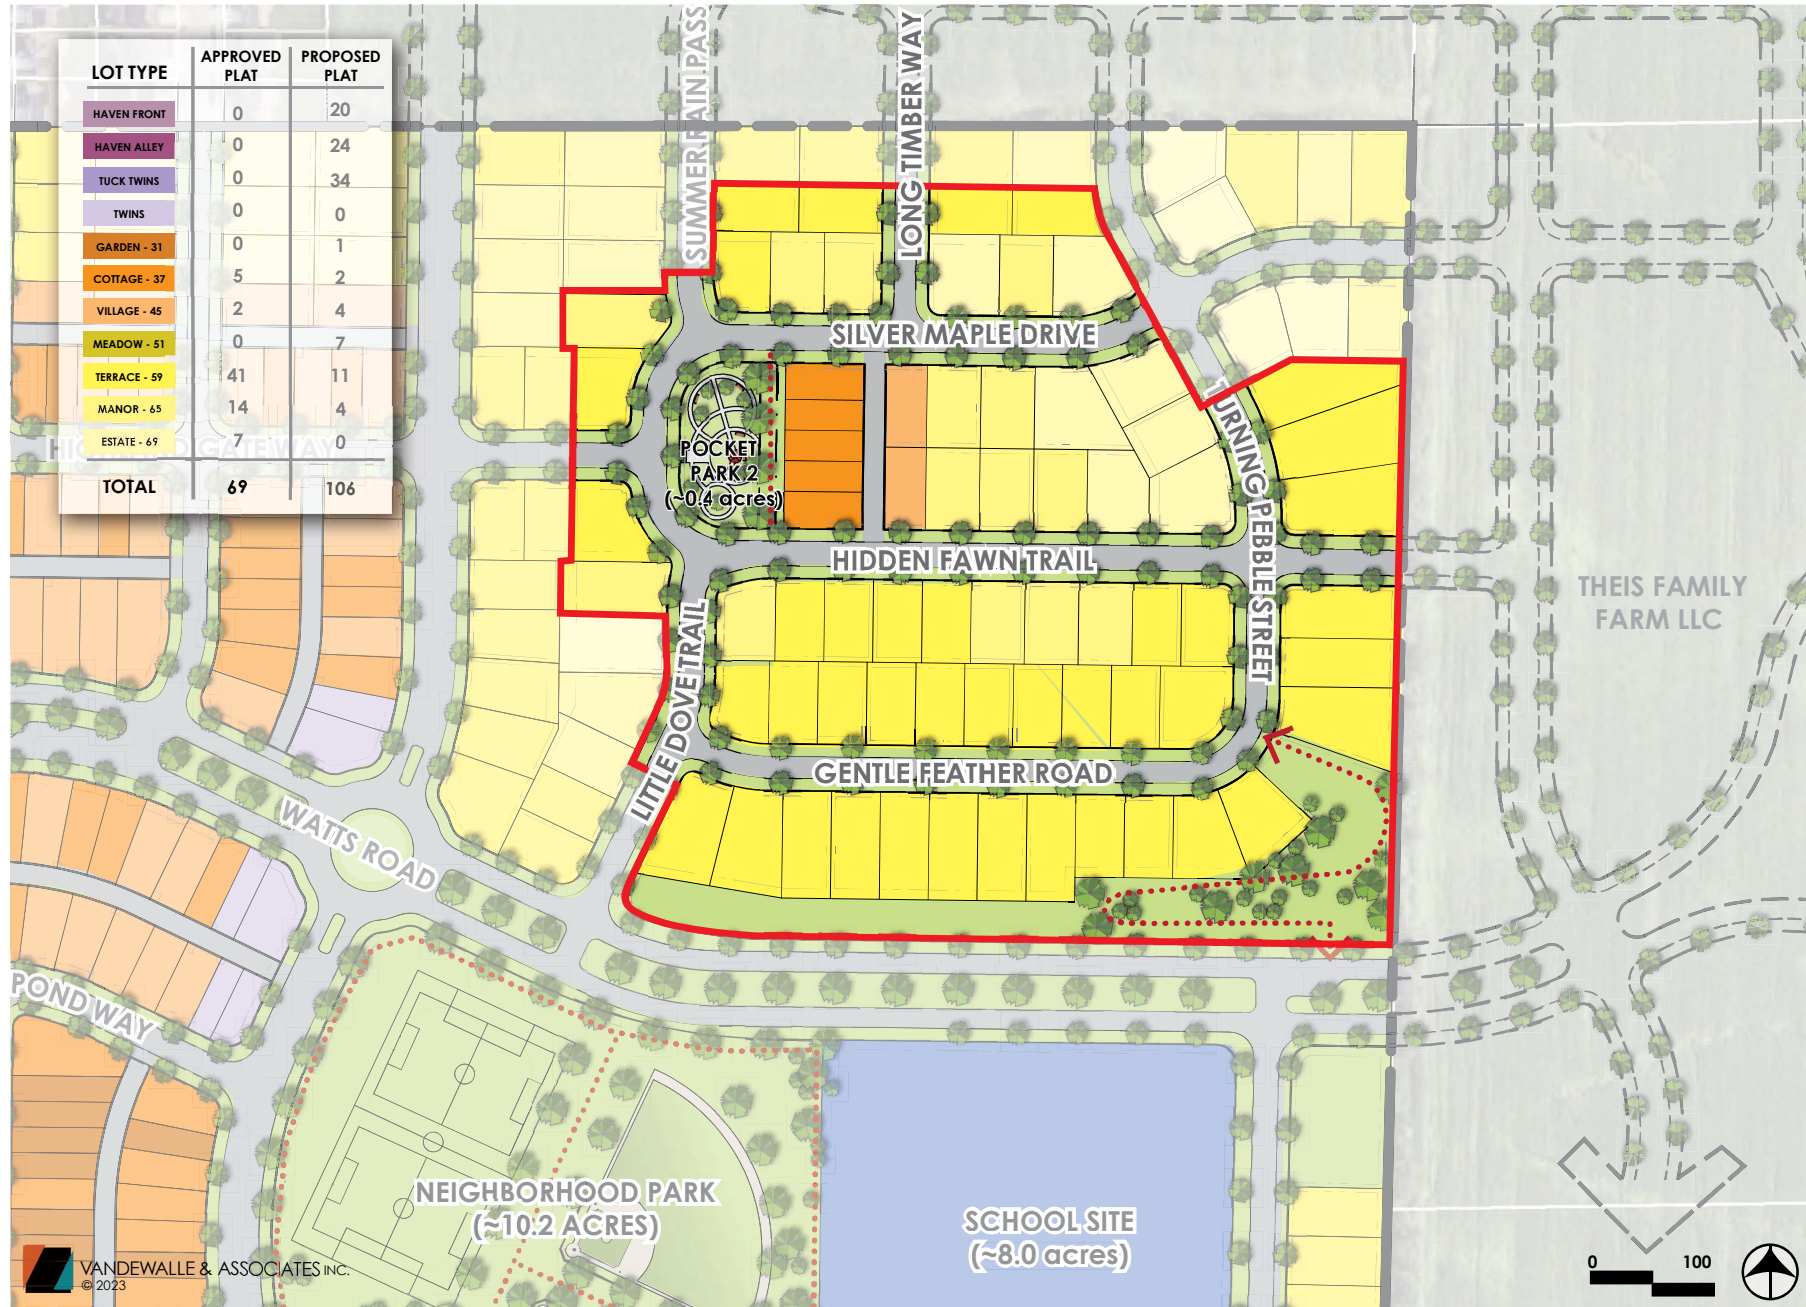 LOT TYPE APPROVED PLAT PROPOSED PLAT
HAVEN FRONT 0 20
HAVEN ALLEY 0 24
TUCK TWINS 0 34
TWINS 0 0
GARDEN - 31 0 1
COTTAGE - 37 5 2
VILLAGE - 45 2 4
MEADOW - 51 0 7
TERRACE - 59 41 11
MANOR - 65 14 4
ESTATE - 69 7 0
TOTAL 69 106
SUMMER RAIN PASS
LONG TIMBER WAY
SILVER MAPLE DRIVE
TURNING PEBBLE STREET
POCKET
PARK 2
(~0.4 acres)
HIDDEN FAWN TRAIL
LITTLE DOVE TRAIL
GENTLE FEATHER ROAD
THEIS FAMILY
FARM LLC
WATTS ROAD
POND WAY
NEIGHBORHOOD PARK
(~10.2 ACRES)
SCHOOL SITE
(~8.0 acres)
VANDEWALLE & ASSOCIATES INC.
© 2023
0 100